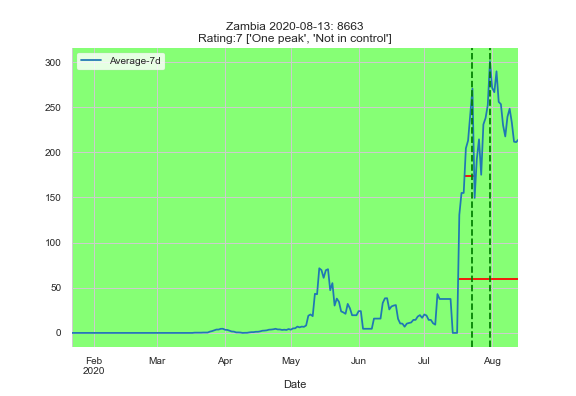 Zambia 2020-08-13: 8663
Rating:7 ['One peak', 'Not in control']
Average-7d
300
250
200
150
100
50
0
Feb
2020
Mar
Apr
May
Jun
Jul
Aug
Date